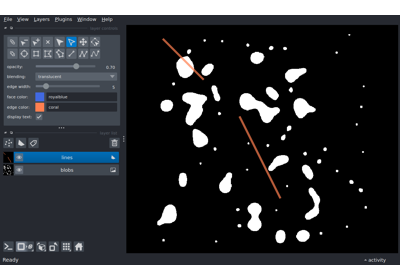 File View Plugins Window Help
opacity: 0.70
blending: translucent
edge width: 5
face color: royalblue
edge color: coral
display text:
lines
blobs
Ready
activity